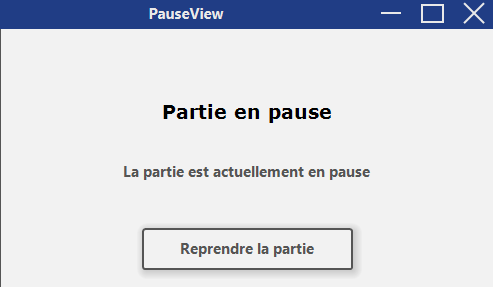 PauseView
Partie en pause
La partie est actuellement en pause
Reprendre la partie